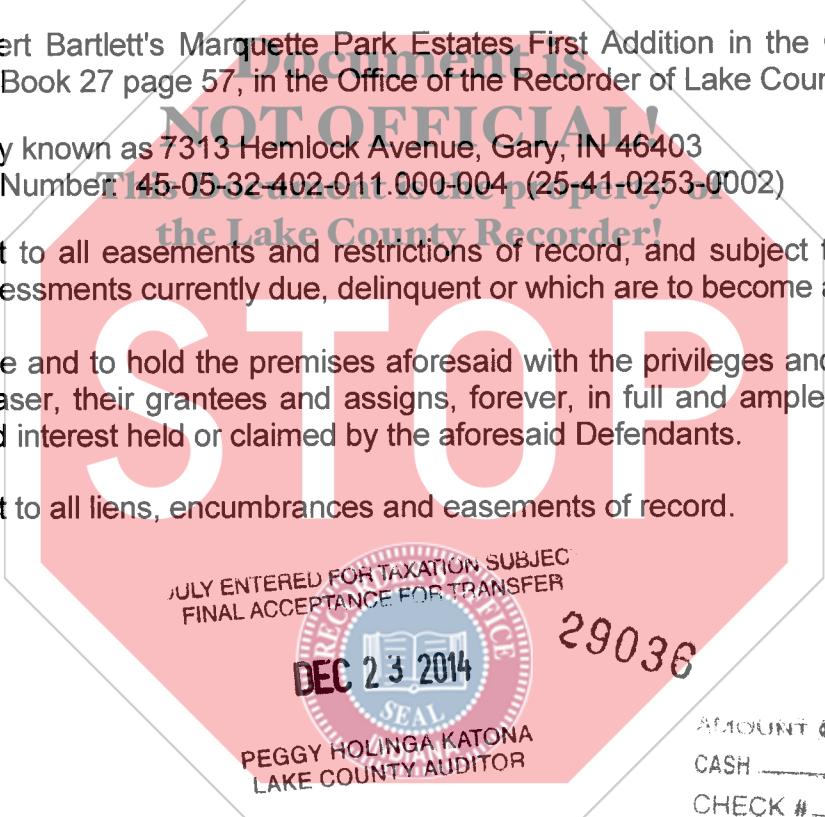 ert Bartlett's Marquette Park Estates First Addition in the
Document is
Book 27 page 57, in the Office of the Recorder of Lake Coun
NOT OFFICIAL!
y known as 7313 Hemlock Avenue, Gary, IN 46403
Number: 45-05-32-402-011.000-004 (25-41-0253-0002)
This Document is the property of
the Lake County Recorder!
t to all easements and restrictions of record, and subject t
essments currently due, delinquent or which are to become a
STOP
e and to hold the premises aforesaid with the privileges and
aser, their grantees and assigns, forever, in full and ample
d interest held or claimed by the aforesaid Defendants.
t to all liens, encumbrances and easements of record.
ULY ENTERED FOR TAXATION SUBJEC
FINAL ACCEPTANCE FOR TRANSFER
29036
DEC 23 2014
SEAL
PEGGY HOLINGA KATONA
LAKE COUNTY AUDITOR
AMOUNT $
CASH
CHECK #